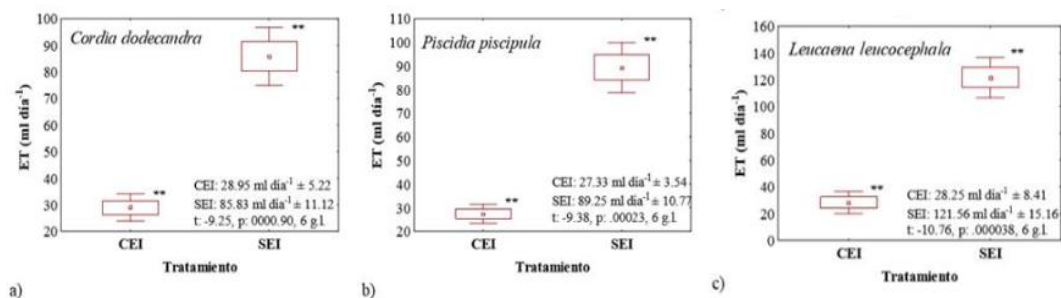 Cordia dodecandra
ET (ml día⁻¹)
100
90
80
70
60
50
40
30
20
**
**
CEI: 28.95 ml día⁻¹ ± 5.22
SEI: 85.83 ml día⁻¹ ± 11.12
t: -9.25, p: 0000.90, 6 g.l.
CEI SEI
Tratamiento
a)
Piscidia piscipula
ET (ml día⁻¹)
110
100
90
80
70
60
50
40
30
20
**
**
CEI: 27.33 ml día⁻¹ ± 3.54
SEI: 89.25 ml día⁻¹ ± 10.77
t: -9.38, p: .00023, 6 g.l.
CEI SEI
Tratamiento
b)
Leucaena leucocephala
ET (ml día⁻¹)
160
140
120
100
80
60
40
20
0
**
**
CEI: 28.25 ml día⁻¹ ± 8.41
SEI: 121.56 ml día⁻¹ ± 15.16
t: -10.76, p: .000038, 6 g.l.
CEI SEI
Tratamiento
c)